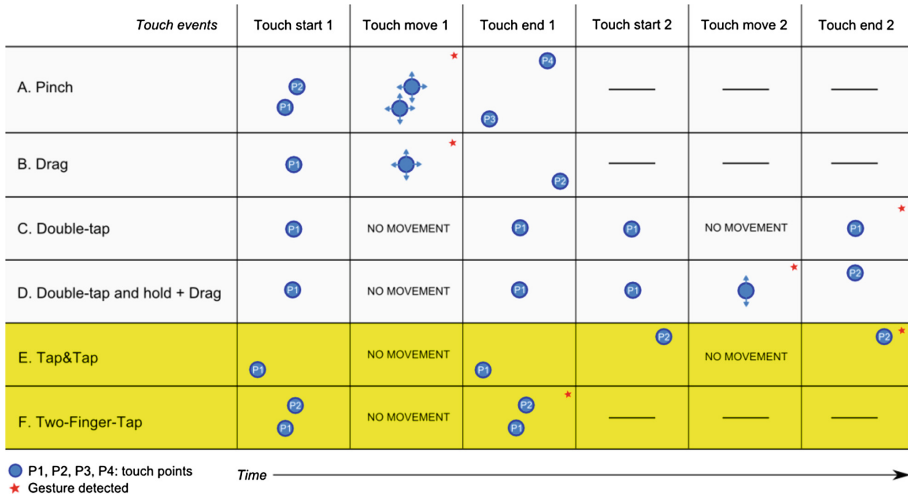 Touch events Touch start 1 Touch move 1 Touch end 1 Touch start 2 Touch move 2 Touch end 2
A. Pinch P2 P1 P4 P3
B. Drag P1 P2
C. Double-tap P1 NO MOVEMENT P1 P1 NO MOVEMENT P1
D. Double-tap and hold + Drag P1 NO MOVEMENT P1 P1 P2
E. Tap&Tap P1 NO MOVEMENT P1 P2 NO MOVEMENT P2
F. Two-Finger-Tap P2 P1 NO MOVEMENT P2 P1
P1, P2, P3, P4: touch points
Gesture detected
Time